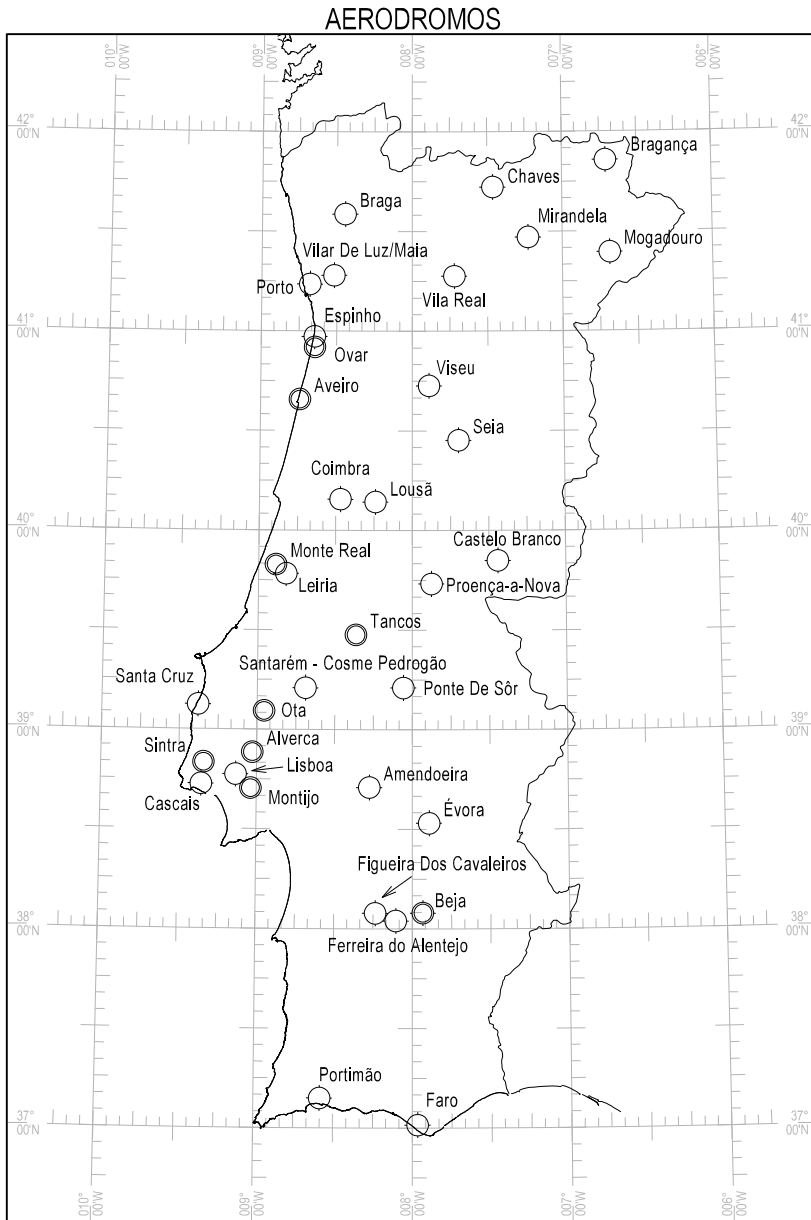 AERODROMOS
010°
00'W
009°
00'W
008°
00'W
007°
00'W
006°
00'W
42°
00'N
42°
00'N
Bragança
Chaves
Braga
Mirandela
Mogadouro
Vilar De Luz/Maia
Porto
Vila Real
Espinho
41°
00'N
41°
00'N
Ovar
Viseu
Aveiro
Seia
Coimbra
Lousã
40°
00'N
40°
00'N
Castelo Branco
Monte Real
Leiria
Proença-a-Nova
Tancos
Santarém - Cosme Pedrogão
Santa Cruz
Ponte De Sôr
Ota
39°
00'N
39°
00'N
Alverca
Sintra
Lisboa
Amendoeira
Cascais
Montijo
Évora
Figueira Dos Cavaleiros
Beja
38°
00'N
38°
00'N
Ferreira do Alentejo
Portimão
Faro
37°
00'N
37°
00'N
010°
00'W
009°
00'W
008°
00'W
007°
00'W
006°
00'W